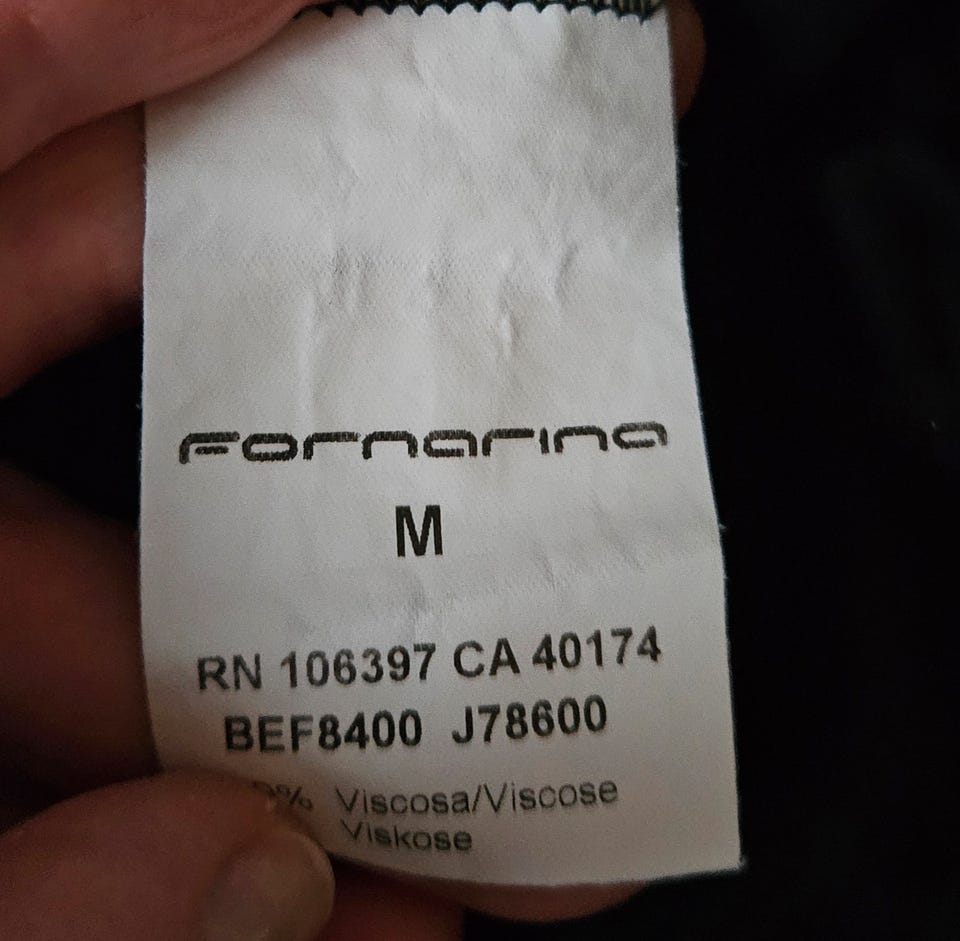 Fornarina
M
RN 106397 CA 40174
BEF8400 J78600
Viscosa/Viscose
Viskose